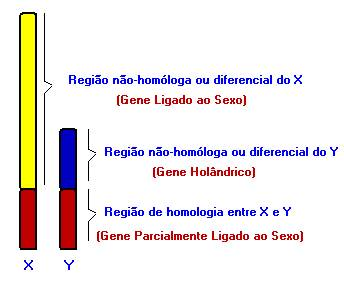 Região não-homóloga ou diferencial do X
(Gene Ligado ao Sexo)
Região não-homóloga ou diferencial do Y
(Gene Holândrico)
Região de homologia entre X e Y
(Gene Parcialmente Ligado ao Sexo)
X Y